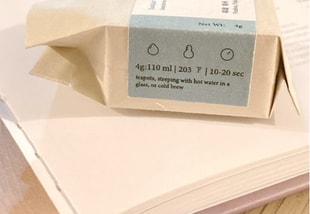 Net Wt: 4g
4g:110 ml | 203 °F | 10-20 sec
teapots, steeping with hot water in a
glass, or cold brew